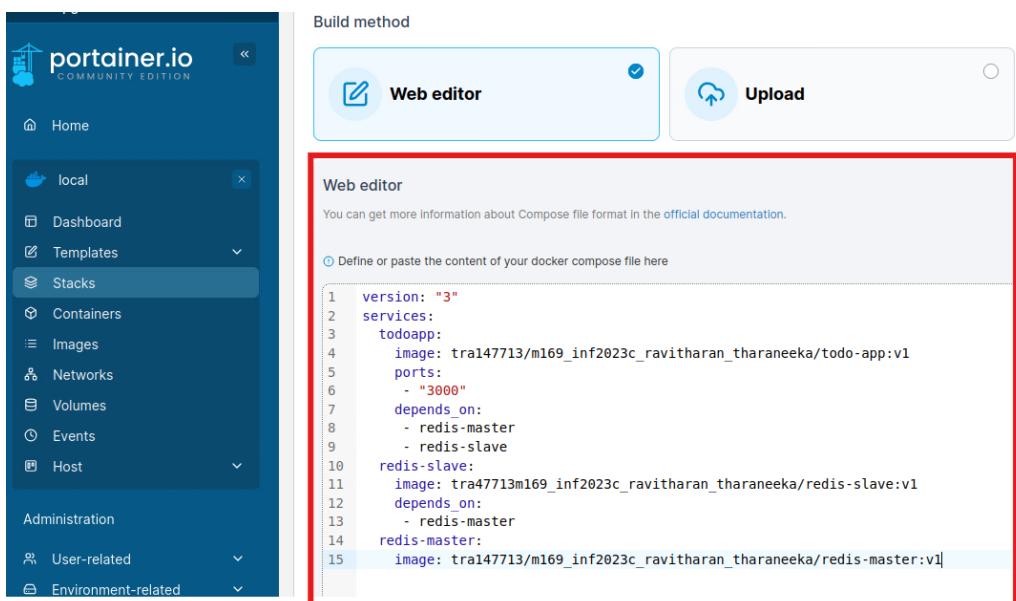 portainer.io
COMMUNITY EDITION
«
Home
local
×
Dashboard
Templates
Stacks
Containers
Images
Networks
Volumes
Events
Host
Administration
User-related
Environment-related
Build method
Web editor
Upload
Web editor
You can get more information about Compose file format in the official documentation.
Define or paste the content of your docker compose file here
1 version: "3"
2 services:
3 todoapp:
4 image: tra147713/m169_inf2023c_ravitharan_tharaneeka/todo-app:v1
5 ports:
6 - "3000"
7 depends_on:
8 - redis-master
9 - redis-slave
10 redis-slave:
11 image: tra47713m169_inf2023c_ravitharan_tharaneeka/redis-slave:v1
12 depends_on:
13 - redis-master
14 redis-master:
15 image: tra147713/m169_inf2023c_ravitharan_tharaneeka/redis-master:v1